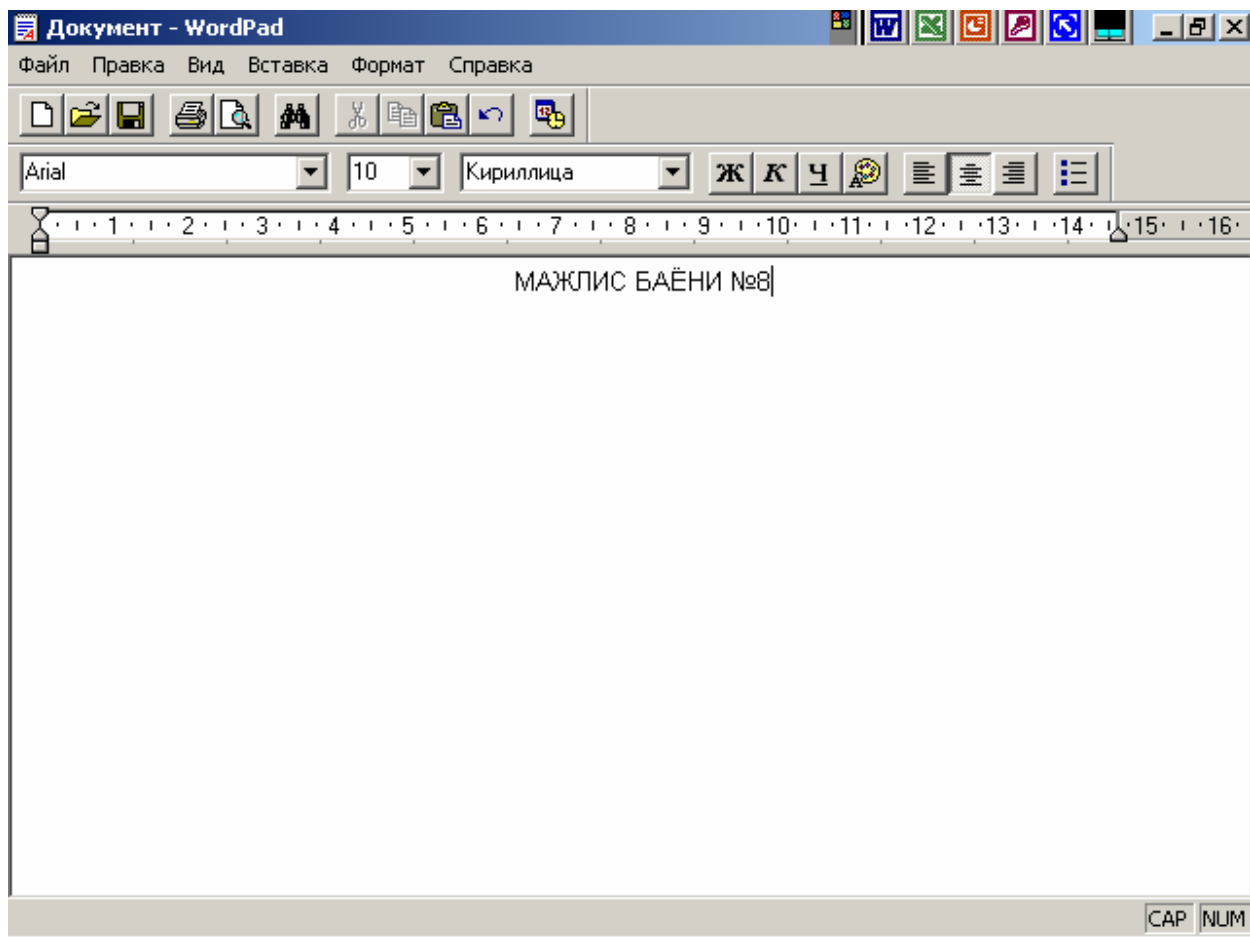 Документ - WordPad
Файл Правка Вид Вставка Формат Справка
Arial 10 Кириллица Ж К Ч
1 2 3 4 5 6 7 8 9 10 11 12 13 14 15 16
МАЖЛИС БАЁНИ №8
CAP NUM